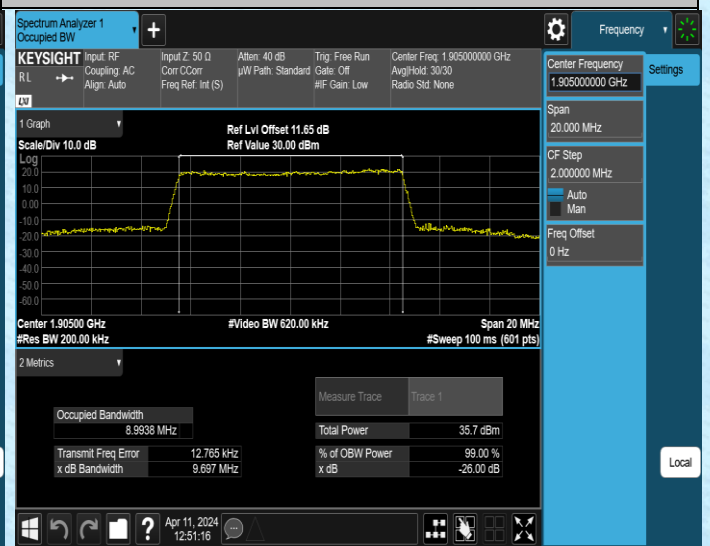 Spectrum Analyzer 1
Occupied BW
+
Frequency
KEYSIGHT
RL
LXI
Input: RF
Coupling: AC
Align: Auto
Input Z: 50 Ω
Corr CCorr
Freq Ref: Int (S)
Atten: 40 dB
µW Path: Standard
Trig: Free Run
Gate: Off
#IF Gain: Low
Center Freq: 1.905000000 GHz
Avg|Hold: 30/30
Radio Std: None
Center Frequency
1.905000000 GHz
Settings
Span
20.000 MHz
CF Step
2.000000 MHz
Auto
Man
Freq Offset
0 Hz
1 Graph
Ref Lvl Offset 11.65 dB
Scale/Div 10.0 dB
Ref Value 30.00 dBm
Log
20.0
10.0
0.00
-10.0
-20.0
-30.0
-40.0
-50.0
-60.0
Center 1.90500 GHz
#Video BW 620.00 kHz
Span 20 MHz
#Res BW 200.00 kHz
#Sweep 100 ms (601 pts)
2 Metrics
Measure Trace
Trace 1
Occupied Bandwidth
8.9938 MHz
Total Power
35.7 dBm
Transmit Freq Error
12.765 kHz
% of OBW Power
99.00 %
x dB Bandwidth
9.697 MHz
x dB
-26.00 dB
Local
?
Apr 11, 2024
12:51:16